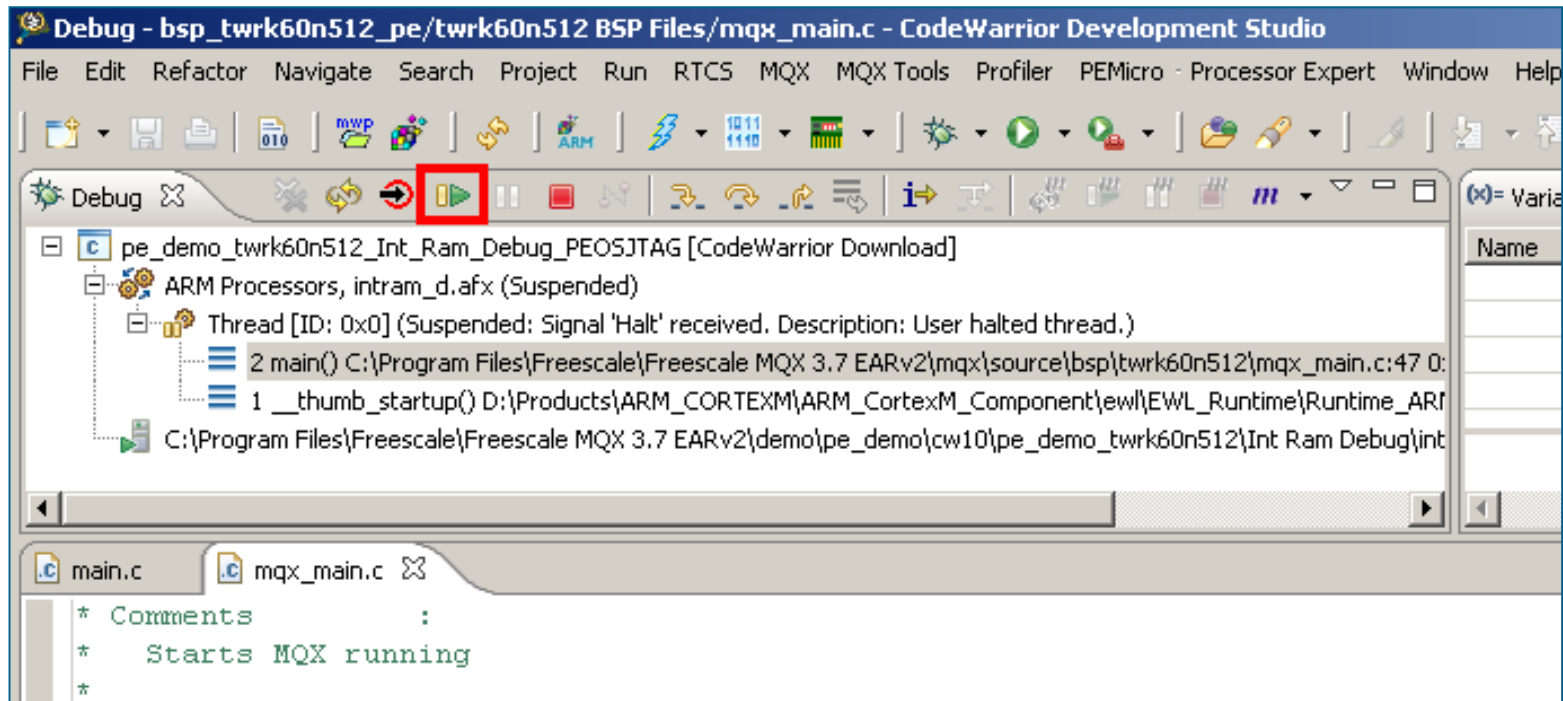 Debug - bsp_twrk60n512_pe/twrk60n512 BSP Files/mqx_main.c - CodeWarrior Development Studio
File Edit Refactor Navigate Search Project Run RTCS MQX MQX Tools Profiler PEMicro - Processor Expert Window Help
010 mwp ARM 1011 1110
Debug i m (x)= Varia
pe_demo_twrk60n512_Int_Ram_Debug_PEOSJTAG [CodeWarrior Download] Name
ARM Processors, intram_d.afx (Suspended)
Thread [ID: 0x0] (Suspended: Signal 'Halt' received. Description: User halted thread.)
2 main() C:\Program Files\Freescale\Freescale MQX 3.7 EARv2\mqx\source\bsp\twrk60n512\mqx_main.c:47 0
1 __thumb_startup() D:\Products\ARM_CORTEXM\ARM_CortexM_Component\ewl\EWL_Runtime\Runtime_ARM
C:\Program Files\Freescale\Freescale MQX 3.7 EARv2\demo\pe_demo\cw10\pe_demo_twrk60n512\Int Ram Debug\int
.c main.c .c mqx_main.c
* Comments :
* Starts MQX running
*